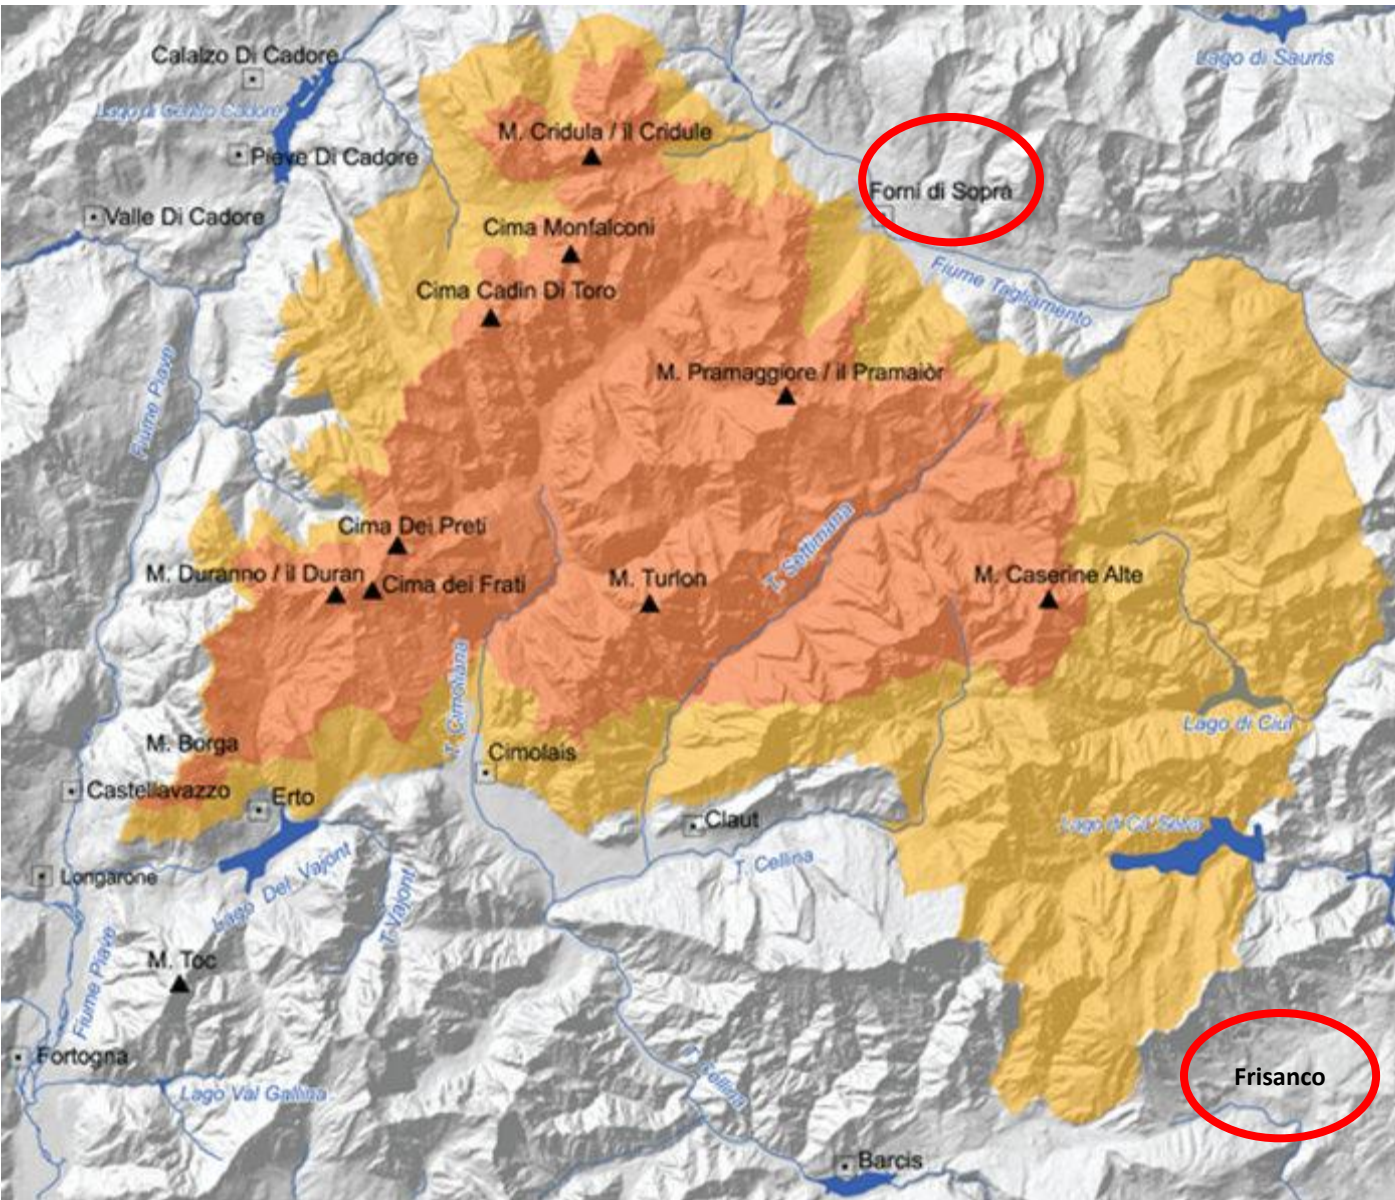 Calalzo Di Cadore
Lago di Sauris
Lago di Centro Cadore
M. Cridula / il Cridule
Pieve Di Cadore
Forni di Sopra
Valle Di Cadore
Cima Monfalconi
Fiume Tagliamento
Cima Cadin Di Toro
M. Pramaggiore / il Pramaiòr
Fiume Piave
Cima Dei Preti
T. Settimana
M. Duranno / il Duran
Cima dei Frati
M. Turlon
M. Caserine Alte
T. Cimoliana
Lago di Ciul
M. Borga
Cimolais
Castellavazzo
Erto
Claut
Lago di Ca' Selva
T. Cellina
Longarone
Lago Del Vajont
T. Vajont
Fiume Piave
M. Toc
Fortogna
Lago Val Gallina
T. Cellina
Frisanco
Barcis